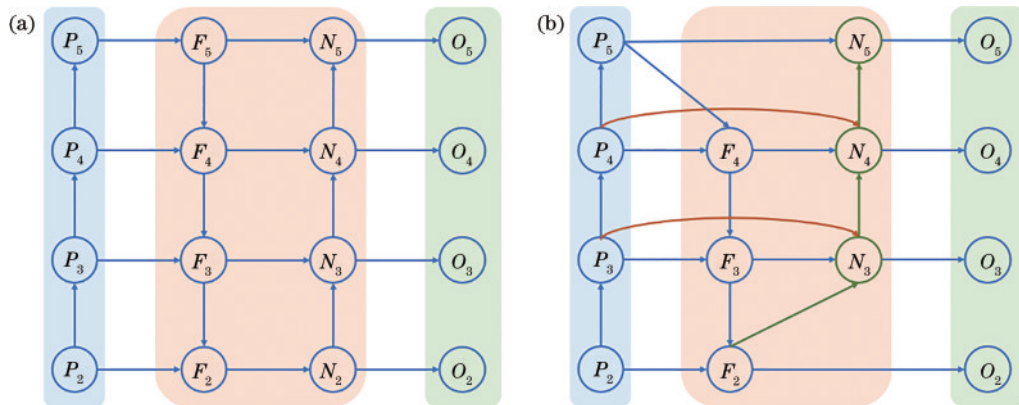 (a) P₅ F₅ N₅ O₅
P₄ F₄ N₄ O₄
P₃ F₃ N₃ O₃
P₂ F₂ N₂ O₂
(b) P₅ N₅ O₅
P₄ F₄ N₄ O₄
P₃ F₃ N₃ O₃
P₂ F₂ O₂